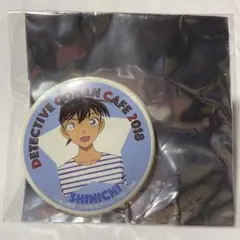 DETECTIVE CONAN CAFE 2018
SHINICHI